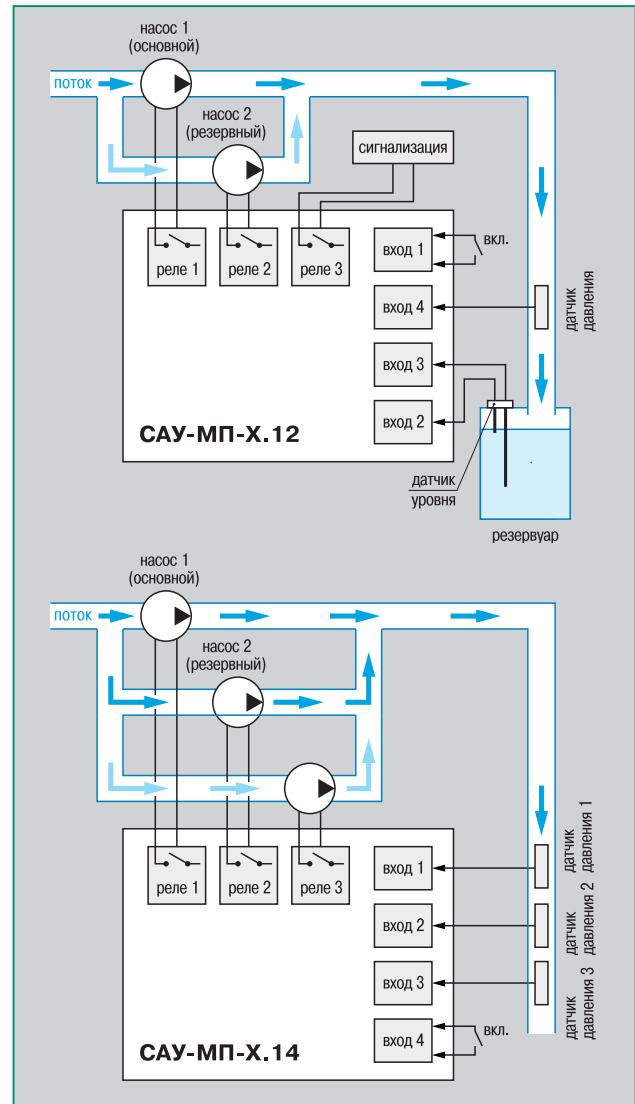 насос 1
(основной)
поток
насос 2
(резервный)
сигнализация
реле 1
реле 2
реле 3
вход 1
вкл.
вход 4
датчик
давления
вход 3
вход 2
САУ-МП-Х.12
датчик
уровня
резервуар
насос 1
(основной)
поток
насос 2
(резервный)
реле 1
реле 2
реле 3
вход 1
датчик
давления 1
вход 2
датчик
давления 2
вход 3
датчик
давления 3
вход 4
вкл.
САУ-МП-Х.14